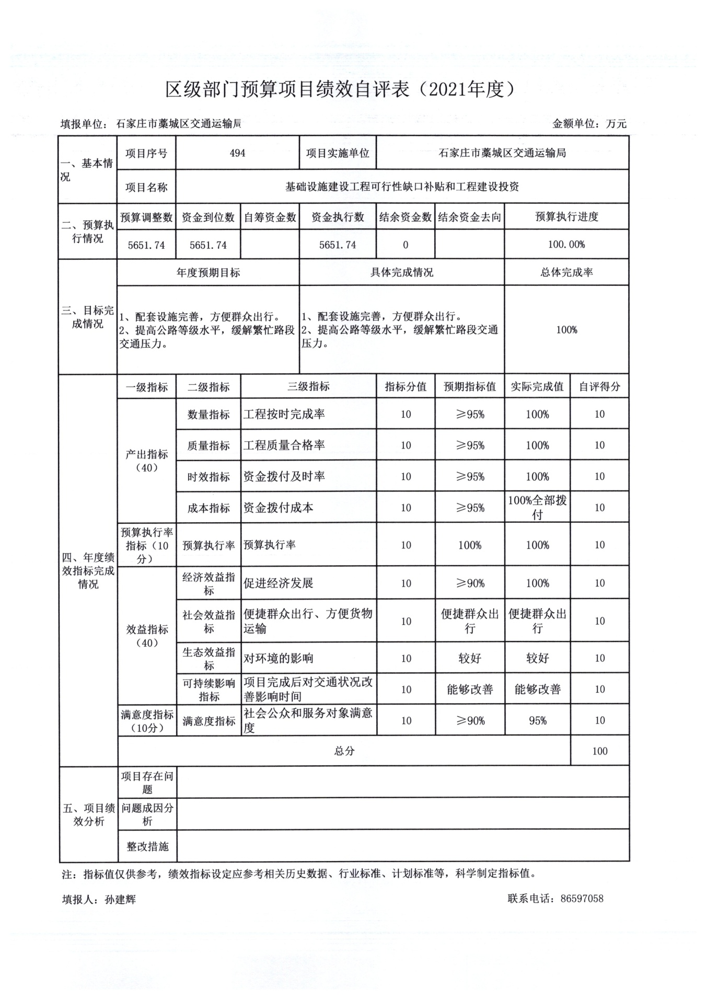 区级部门预算项目绩效自评表（2021年度）
填报单位： 石家庄市藁城区交通运输局 金额单位：万元
一、基本情
况
项目序号 494 项目实施单位 石家庄市藁城区交通运输局
项目名称 基础设施建设工程可行性缺口补贴和工程建设投资
二、预算执
行情况
预算调整数 资金到位数 自筹资金数 资金执行数 结余资金数 结余资金去向 预算执行进度
5651.74 5651.74 5651.74 0 100.00%
三、目标完
成情况
年度预期目标 具体完成情况 总体完成率
1、配套设施完善，方便群众出行。
2、提高公路等级水平，缓解繁忙路段
交通压力。
1、配套设施完善，方便群众出行。
2、提高公路等级水平，缓解繁忙路段交通
压力。
100%
四、年度绩
效指标完成
情况
一级指标 二级指标 三级指标 指标分值 预期指标值 实际完成值 自评得分
产出指标
（40）
数量指标 工程按时完成率 10 ≥95% 100% 10
质量指标 工程质量合格率 10 ≥95% 100% 10
时效指标 资金拨付及时率 10 ≥95% 100% 10
成本指标 资金拨付成本 10 ≥95% 100%全部拨
付
10
预算执行率
指标（10
分）
预算执行率 预算执行率 10 100% 100% 10
效益指标
（40）
经济效益指
标
促进经济发展 10 ≥90% 100% 10
社会效益指
标
便捷群众出行、方便货物
运输
10
便捷群众出
行
便捷群众出
行
10
生态效益指
标
对环境的影响 10 较好 较好 10
可持续影响
指标
项目完成后对交通状况改
善影响时间
10 能够改善 能够改善 10
满意度指标
（10分）
满意度指标
社会公众和服务对象满意
度
10 ≥90% 95% 10
总分 100
五、项目绩
效分析
项目存在问
题
问题成因分
析
整改措施
注：指标值仅供参考，绩效指标设定应参考相关历史数据、行业标准、计划标准等，科学制定指标值。
填报人：孙建辉 联系电话：86597058